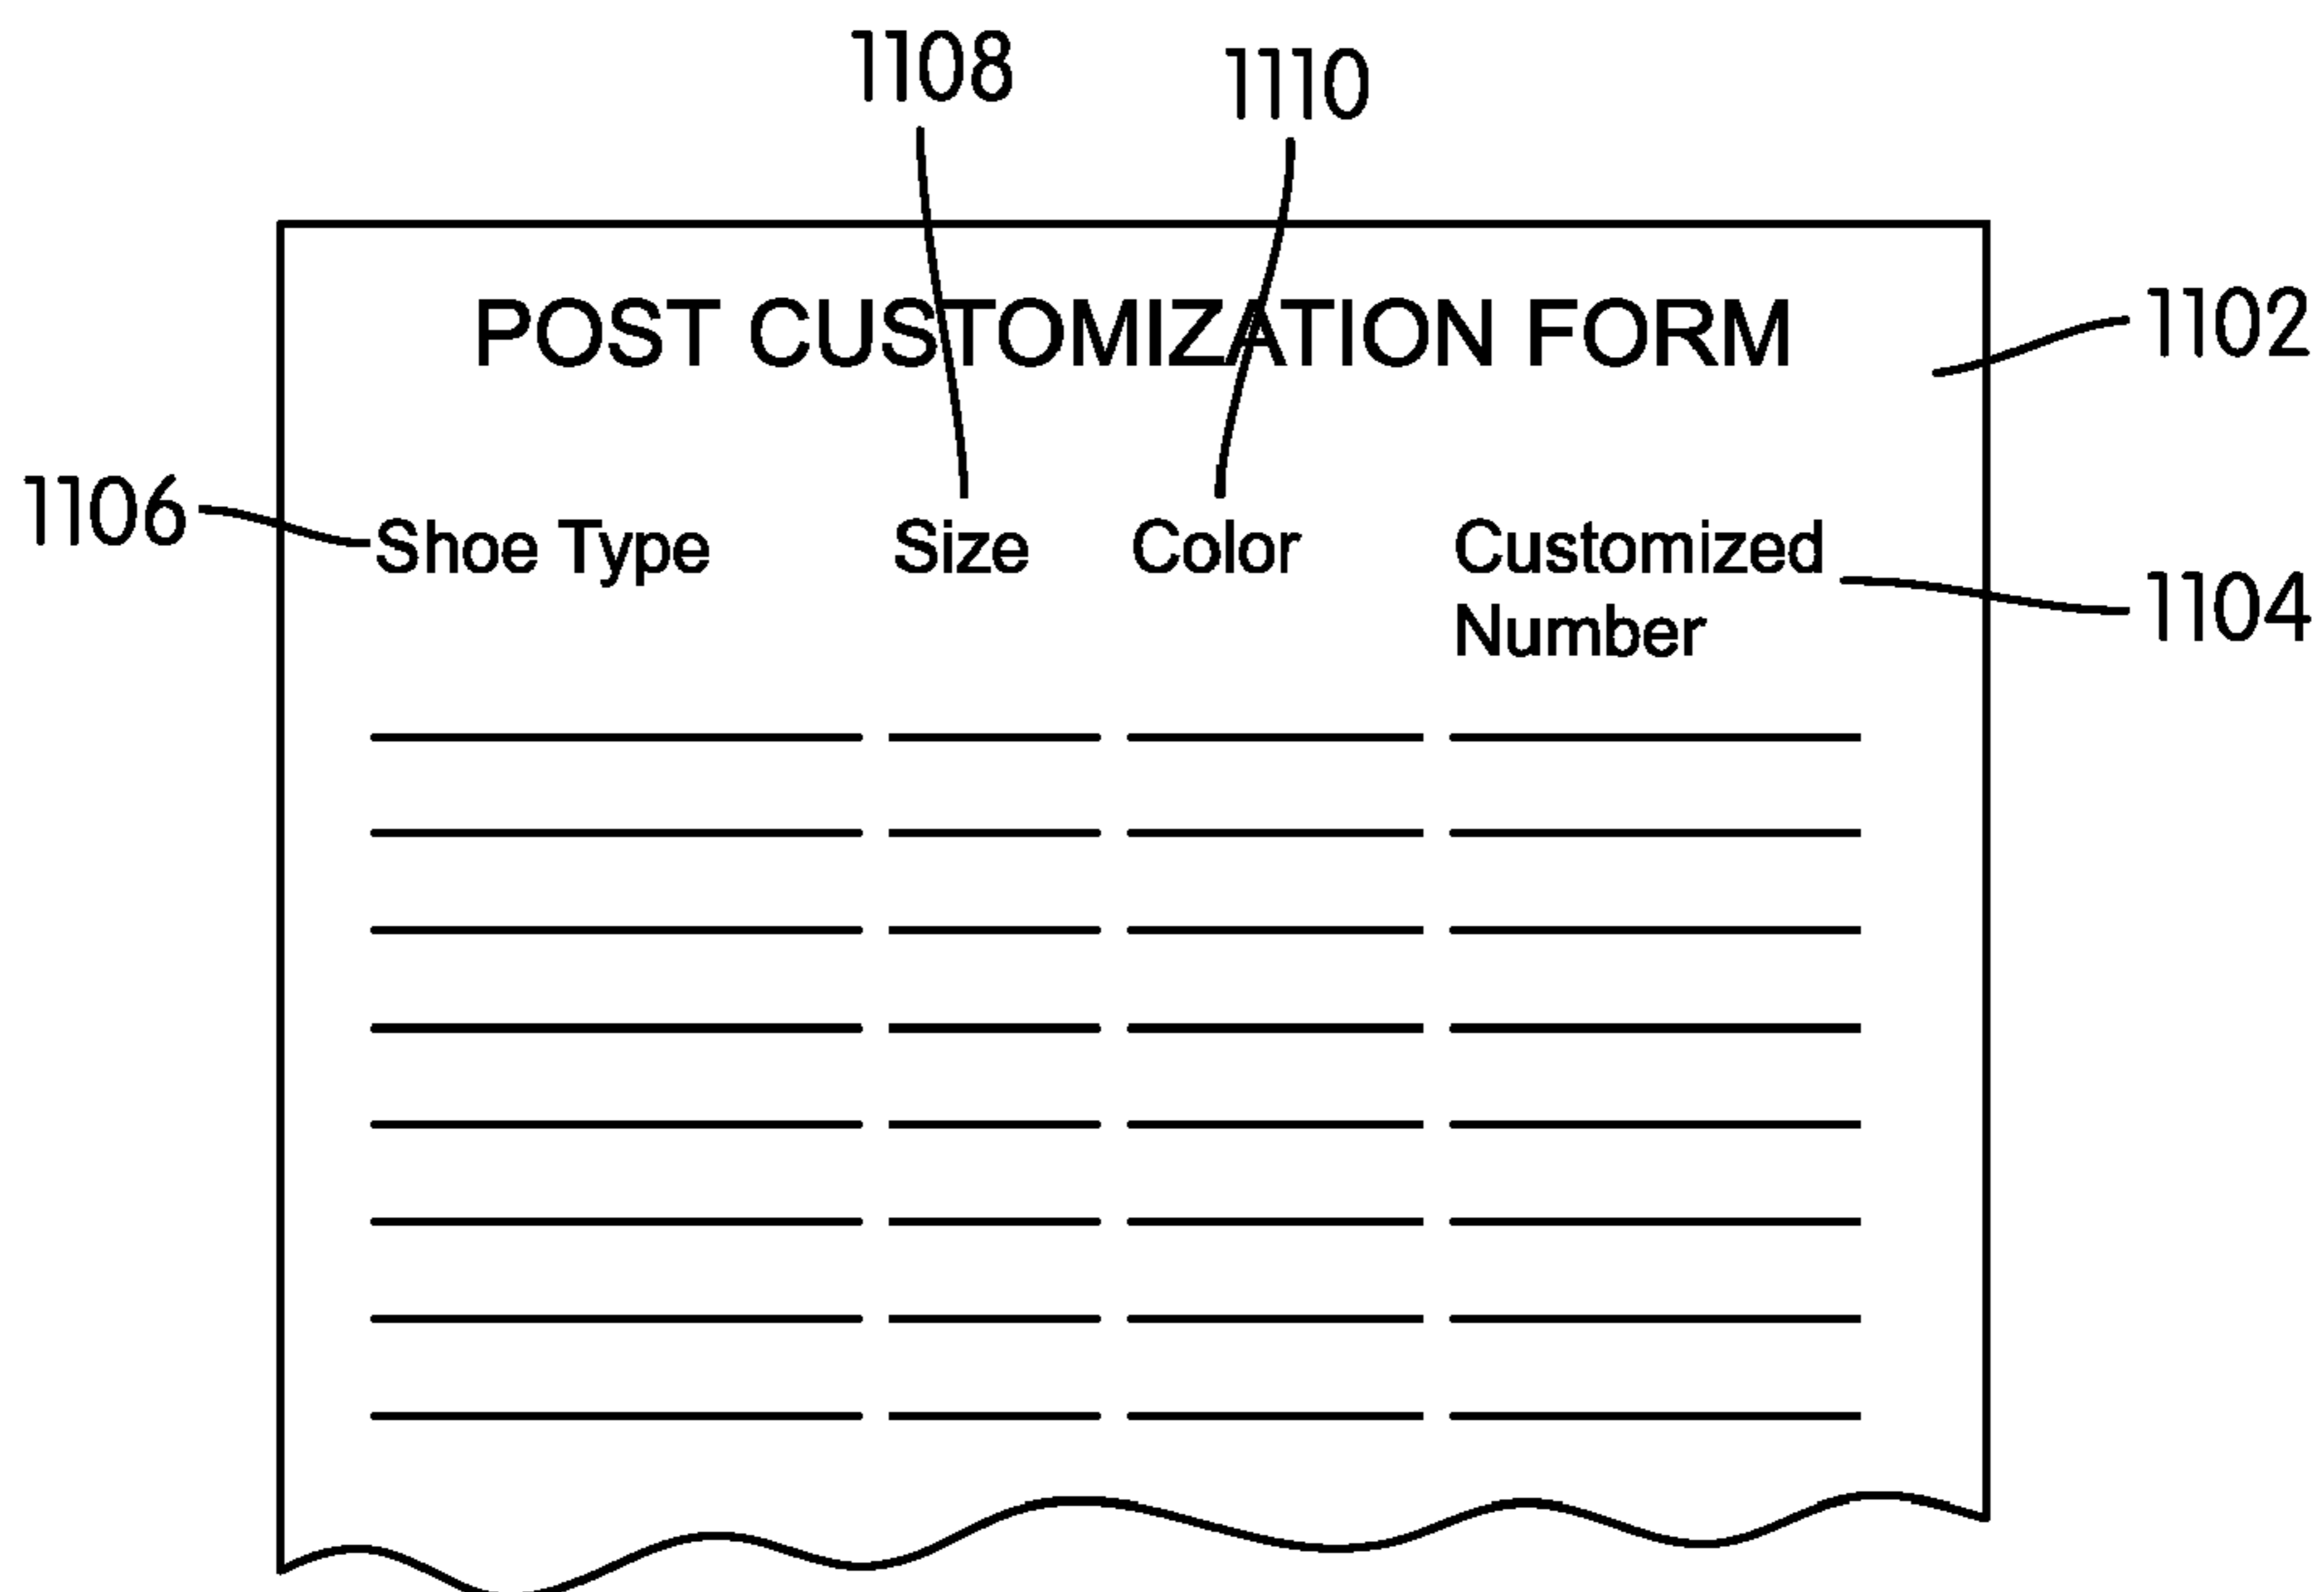 1108
1110
POST CUSTOMIZATION FORM
1102
1106
Shoe Type Size Color Customized
Number
1104